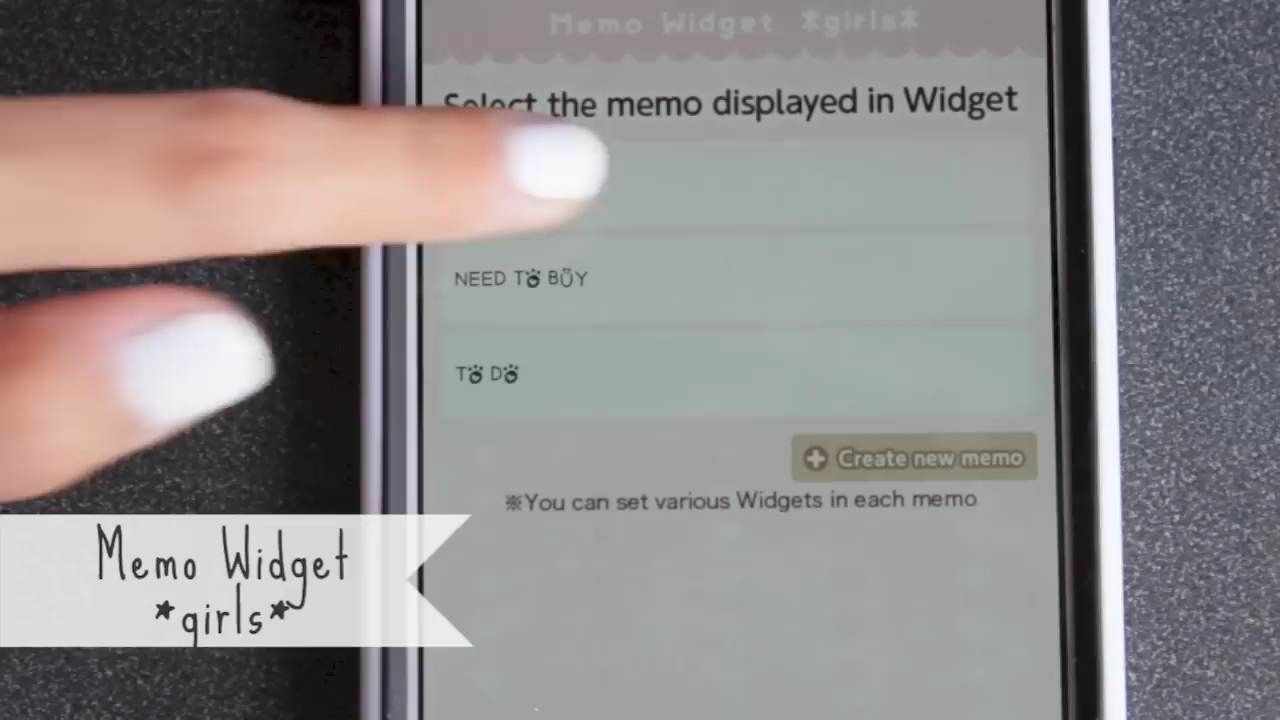 Memo Widget *girls*
Select the memo displayed in Widget
NEED TO BUY
TO DO
+ Create new memo
※You can set various Widgets in each memo
Memo Widget
*girls*